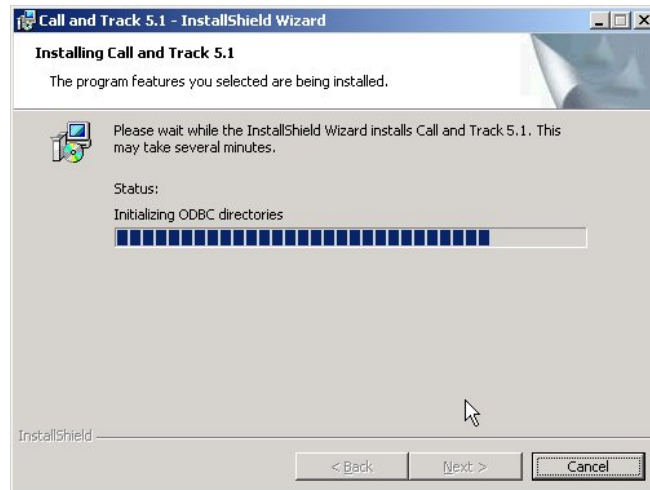 Call and Track 5.1 - InstallShield Wizard
Installing Call and Track 5.1
The program features you selected are being installed.
Please wait while the InstallShield Wizard installs Call and Track 5.1. This
may take several minutes.
Status:
Initializing ODBC directories
InstallShield
< Back Next > Cancel